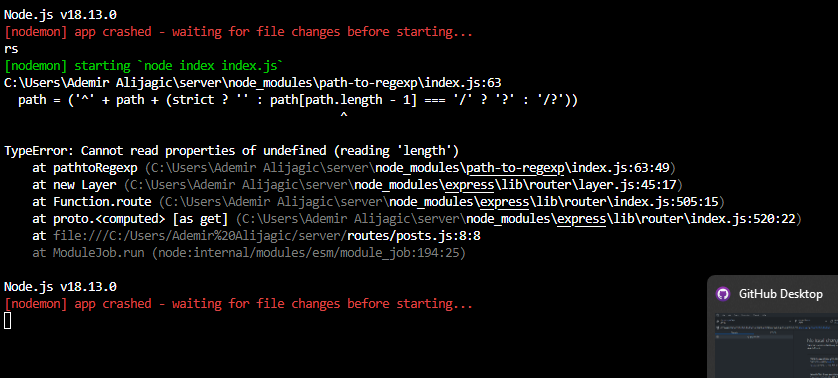 Node.js v18.13.0
[nodemon] app crashed - waiting for file changes before starting...
rs
[nodemon] starting `node index index.js`
C:\Users\Ademir Alijagic\server\node_modules\path-to-regexp\index.js:63
path = ('^' + path + (strict ? '' : path[path.length - 1] === '/' ? '?' : '/?'))
^
TypeError: Cannot read properties of undefined (reading 'length')
at pathtoRegexp (C:\Users\Ademir Alijagic\server\node_modules\path-to-regexp\index.js:63:49)
at new Layer (C:\Users\Ademir Alijagic\server\node_modules\express\lib\router\layer.js:45:17)
at Function.route (C:\Users\Ademir Alijagic\server\node_modules\express\lib\router\index.js:505:15)
at proto.<computed> [as get] (C:\Users\Ademir Alijagic\server\node_modules\express\lib\router\index.js:520:22)
at file:///C:/Users/Ademir%20Alijagic/server/routes/posts.js:8:8
at ModuleJob.run (node:internal/modules/esm/module_job:194:25)
Node.js v18.13.0
[nodemon] app crashed - waiting for file changes before starting...
GitHub Desktop